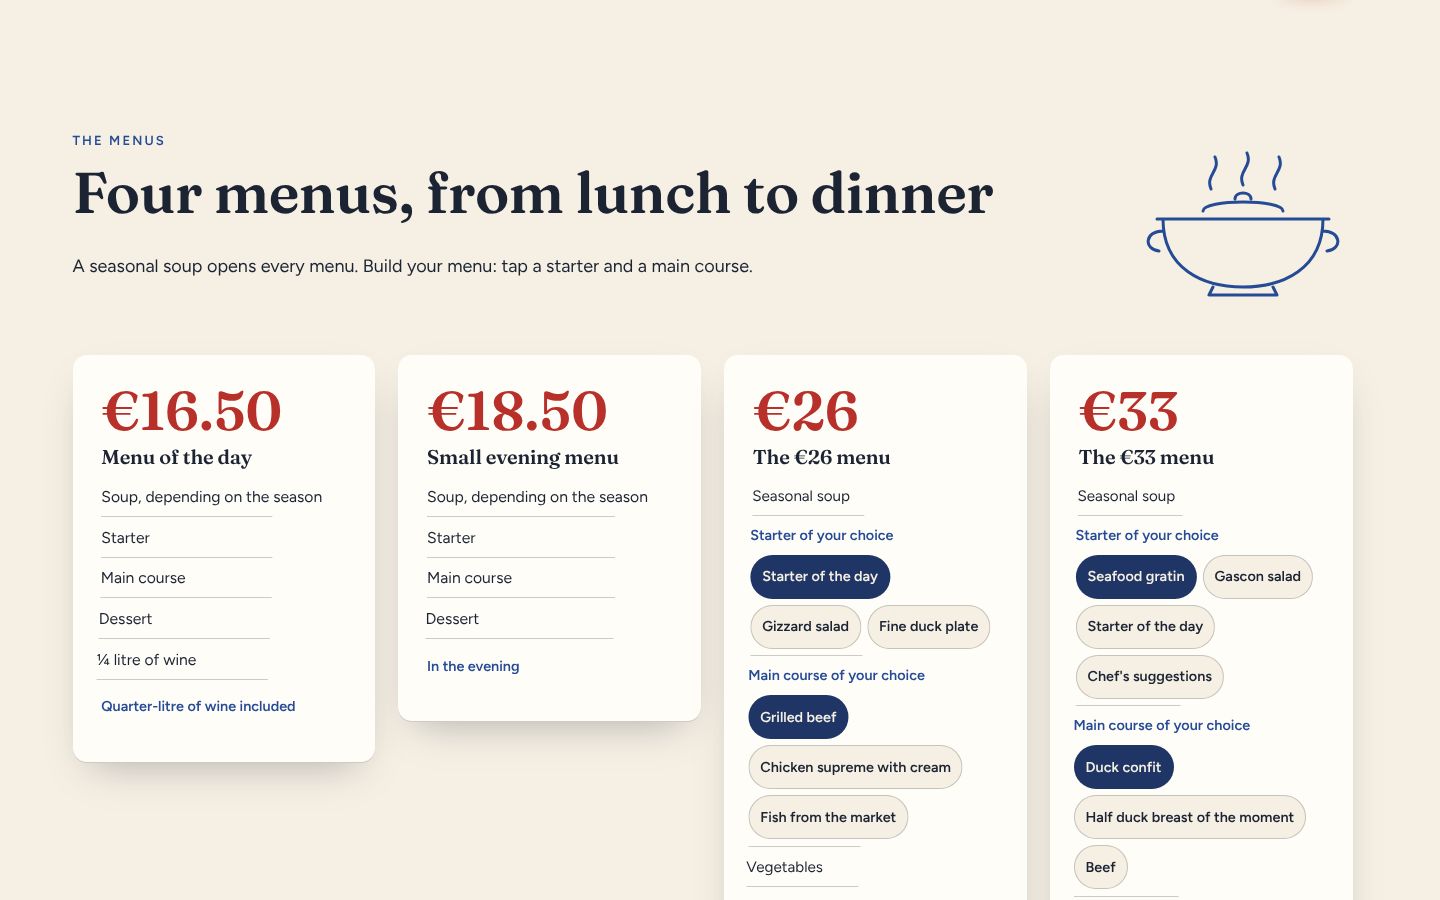 THE MENUS
Four menus, from lunch to dinner
A seasonal soup opens every menu. Build your menu: tap a starter and a main course.
€16.50
Menu of the day
Soup, depending on the season
Starter
Main course
Dessert
¼ litre of wine
Quarter-litre of wine included
€18.50
Small evening menu
Soup, depending on the season
Starter
Main course
Dessert
In the evening
€26
The €26 menu
Seasonal soup
Starter of your choice
Starter of the day
Gizzard salad Fine duck plate
Main course of your choice
Grilled beef
Chicken supreme with cream
Fish from the market
Vegetables
€33
The €33 menu
Seasonal soup
Starter of your choice
Seafood gratin Gascon salad
Starter of the day
Chef's suggestions
Main course of your choice
Duck confit
Half duck breast of the moment
Beef